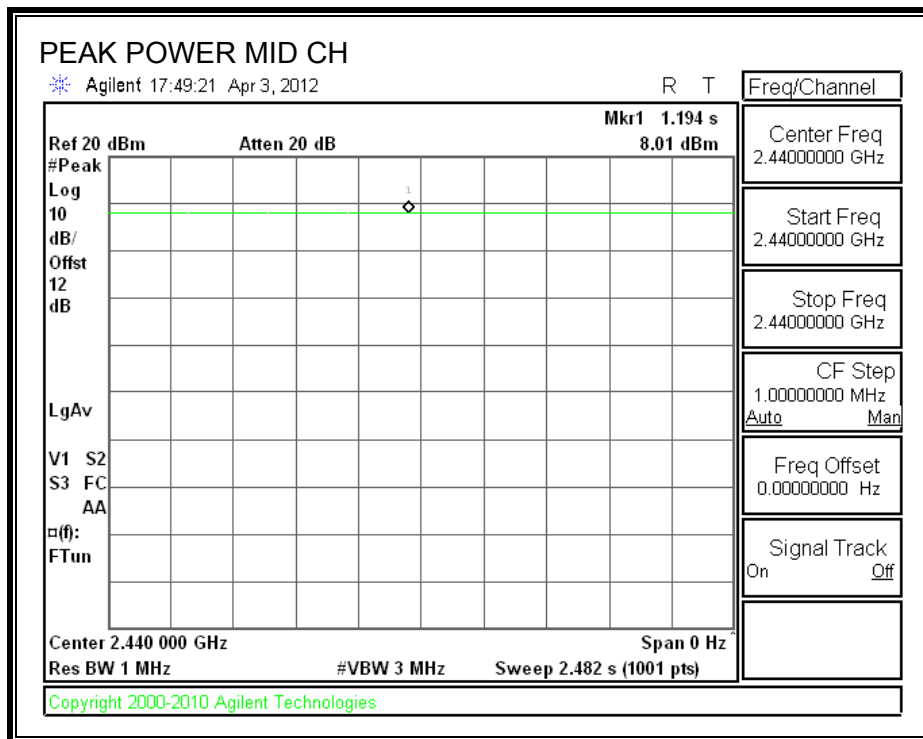 PEAK POWER MID CH
Agilent 17:49:21 Apr 3, 2012
R T
Mkr1 1.194 s
Ref 20 dBm Atten 20 dB 8.01 dBm
#Peak
Log
10
dB/
Offst
12
dB
LgAv
V1 S2
S3 FC
AA
¤(f):
FTun
1
Center 2.440 000 GHz Span 0 Hz^
Res BW 1 MHz #VBW 3 MHz Sweep 2.482 s (1001 pts)
Copyright 2000-2010 Agilent Technologies
Freq/Channel
Center Freq
2.44000000 GHz
Start Freq
2.44000000 GHz
Stop Freq
2.44000000 GHz
CF Step
1.00000000 MHz
Auto Man
Freq Offset
0.00000000 Hz
Signal Track
On Off